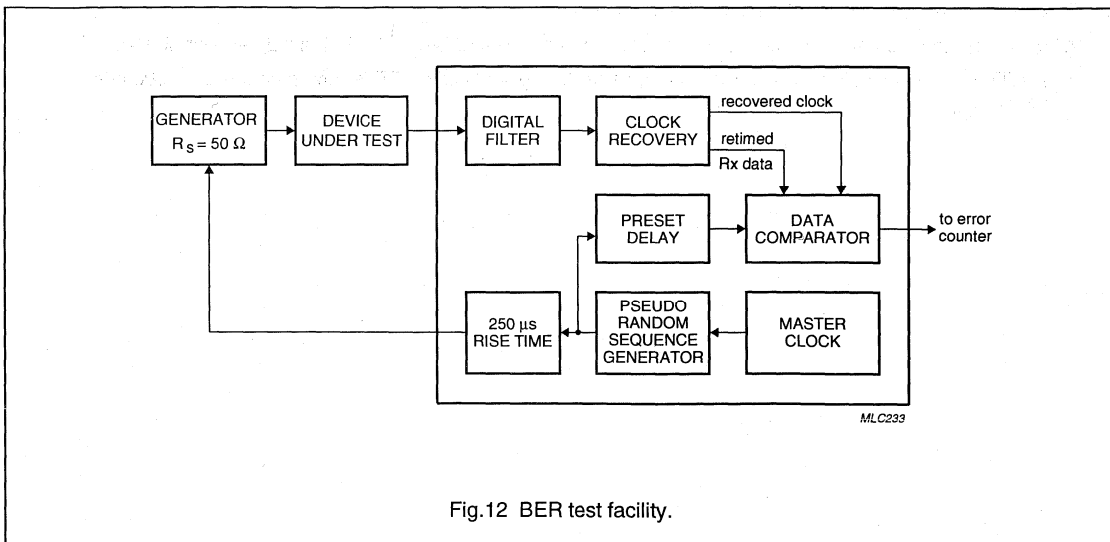 GENERATOR
R S = 50 Ω
DEVICE
UNDER TEST
DIGITAL
FILTER
CLOCK
RECOVERY
recovered clock
retimed
Rx data
PRESET
DELAY
DATA
COMPARATOR
to error
counter
250 μs
RISE TIME
PSEUDO
RANDOM
SEQUENCE
GENERATOR
MASTER
CLOCK
MLC233
Fig.12 BER test facility.